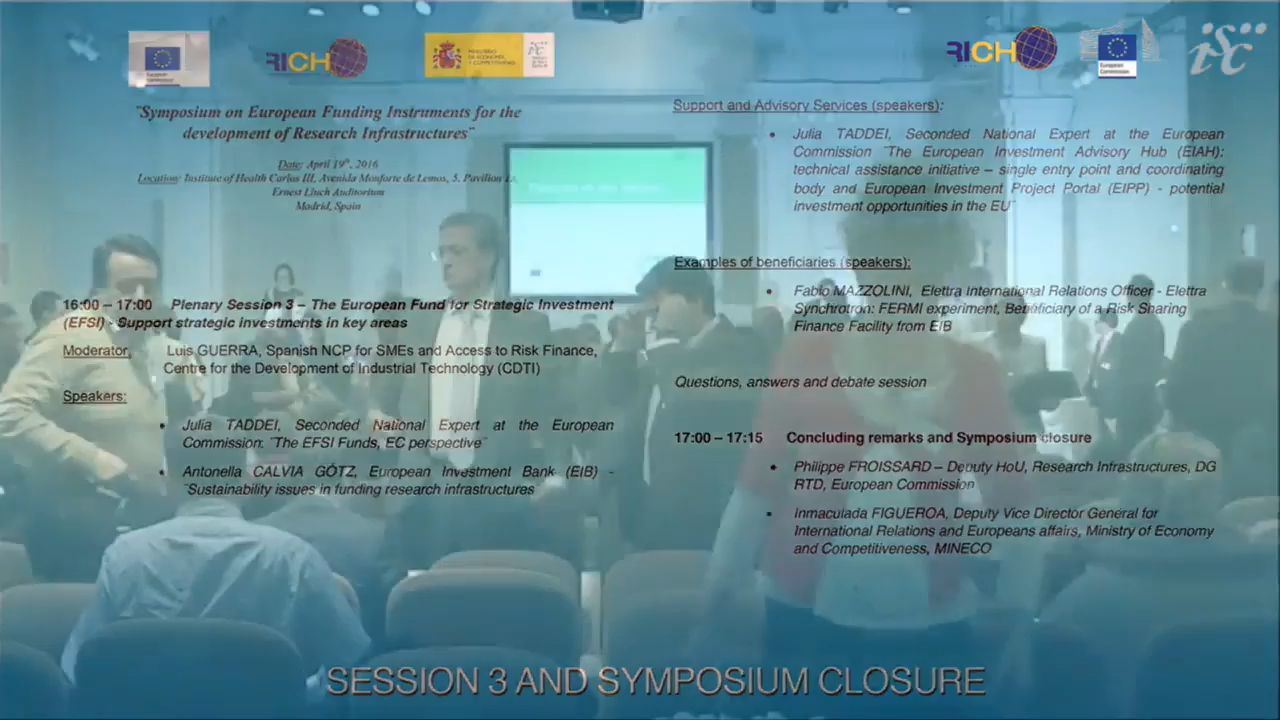 European
Commission
RICH
MINISTERIO
DE ECONOMÍA
Y COMPETITIVIDAD
RICH
European
Commission
iSC
"Symposium on European Funding Instruments for the
development of Research Infrastructures"
Date: April 19th, 2016
Location: Institute of Health Carlos III, Avenida Monforte de Lemos, 5. Pavilion
Ernest Lluch Auditorium
Madrid, Spain
16:00 – 17:00 Plenary Session 3 – The European Fund for Strategic Investment
(EFSI) - Support strategic investments in key areas
Moderator, Luis GUERRA, Spanish NCP for SMEs and Access to Risk Finance,
Centre for the Development of Industrial Technology (CDTI)
Speakers:
• Julia TADDEI, Seconded National Expert at the European
Commission: "The EFSI Funds, EC perspective"
• Antonella CALVIA GÖTZ, European Investment Bank (EIB) -
"Sustainability issues in funding research infrastructures
Support and Advisory Services (speakers):
• Julia TADDEI, Seconded National Expert at the European
Commission "The European Investment Advisory Hub (EIAH):
technical assistance initiative – single entry point and coordinating
body and European Investment Project Portal (EIPP) - potential
investment opportunities in the EU"
Examples of beneficiaries (speakers):
• Fabio MAZZOLINI, Elettra International Relations Officer - Elettra
Synchrotron: FERMI experiment, Beneficiary of a Risk Sharing
Finance Facility from EIB
Questions, answers and debate session
17:00 – 17:15 Concluding remarks and Symposium closure
• Philippe FROISSARD – Deputy HoU, Research Infrastructures, DG
RTD, European Commission
• Inmaculada FIGUEROA, Deputy Vice Director General for
International Relations and Europeans affairs, Ministry of Economy
and Competitiveness, MINECO
SESSION 3 AND SYMPOSIUM CLOSURE